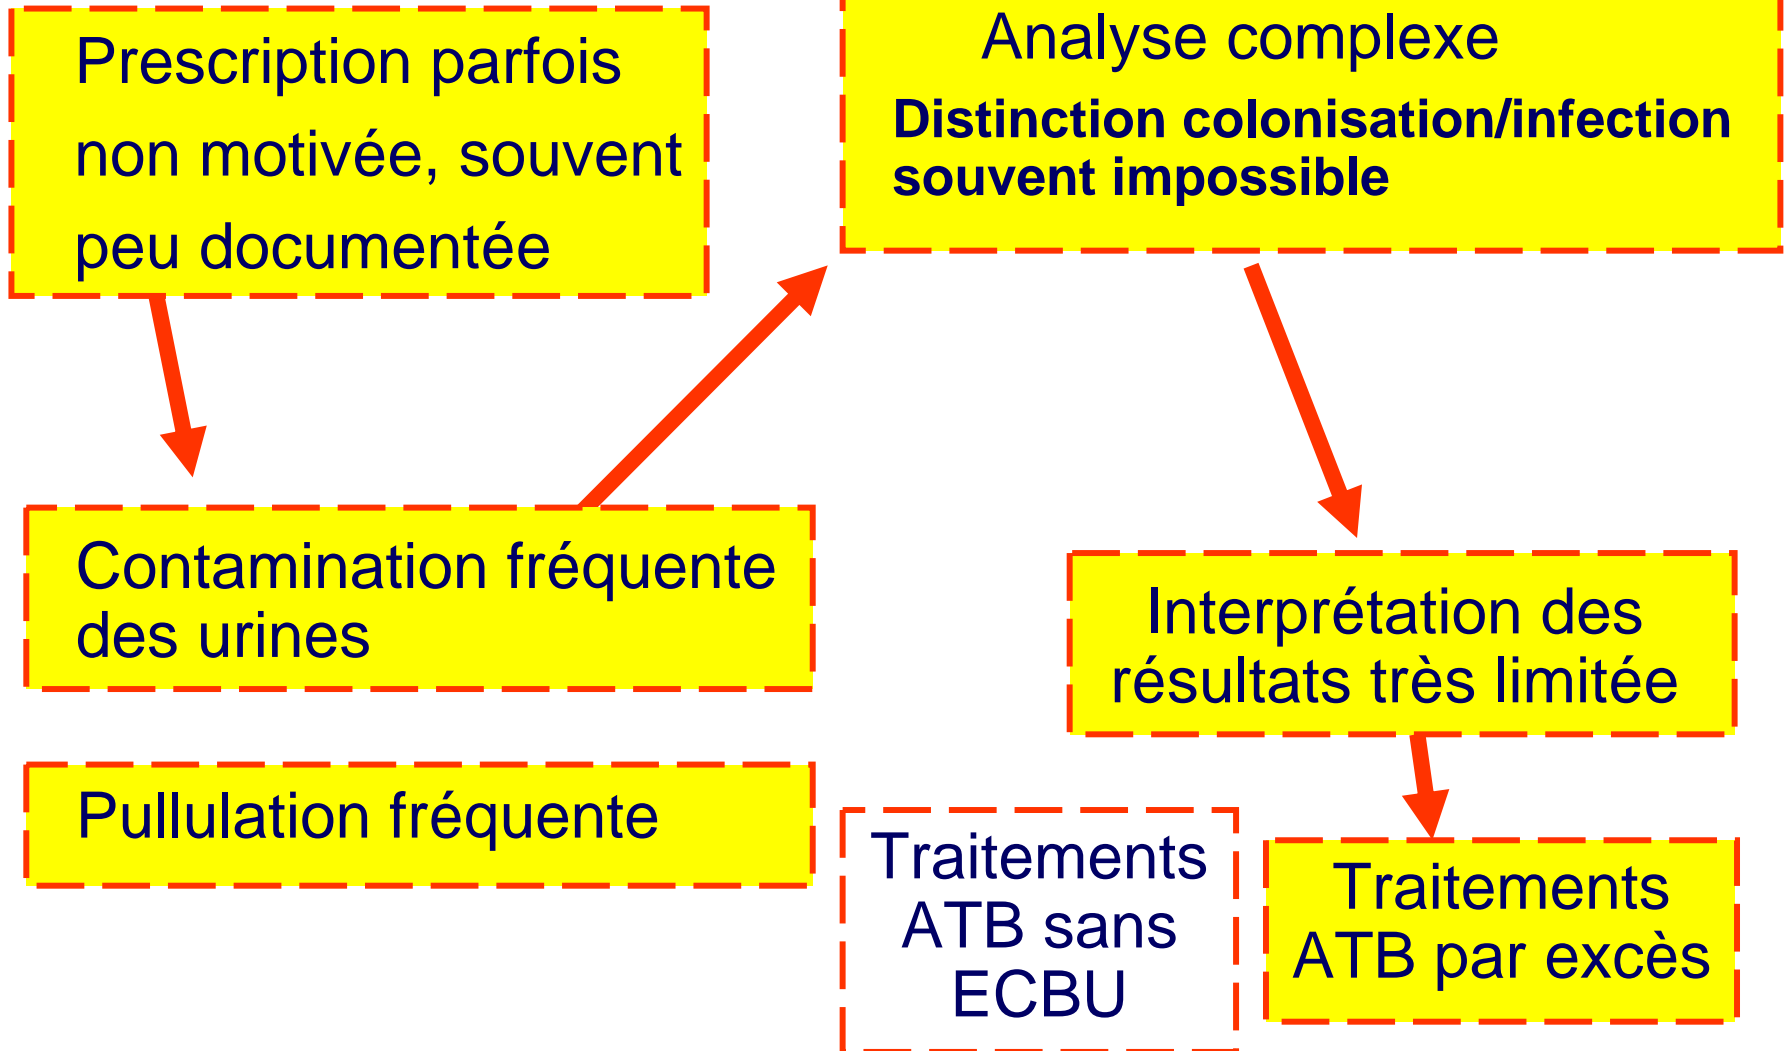 Prescription parfois
non motivée, souvent
peu documentée
Analyse complexe
Distinction colonisation/infection
souvent impossible
Contamination fréquente
des urines
Interprétation des
résultats très limitée
Pullulation fréquente
Traitements
ATB sans
ECBU
Traitements
ATB par excès